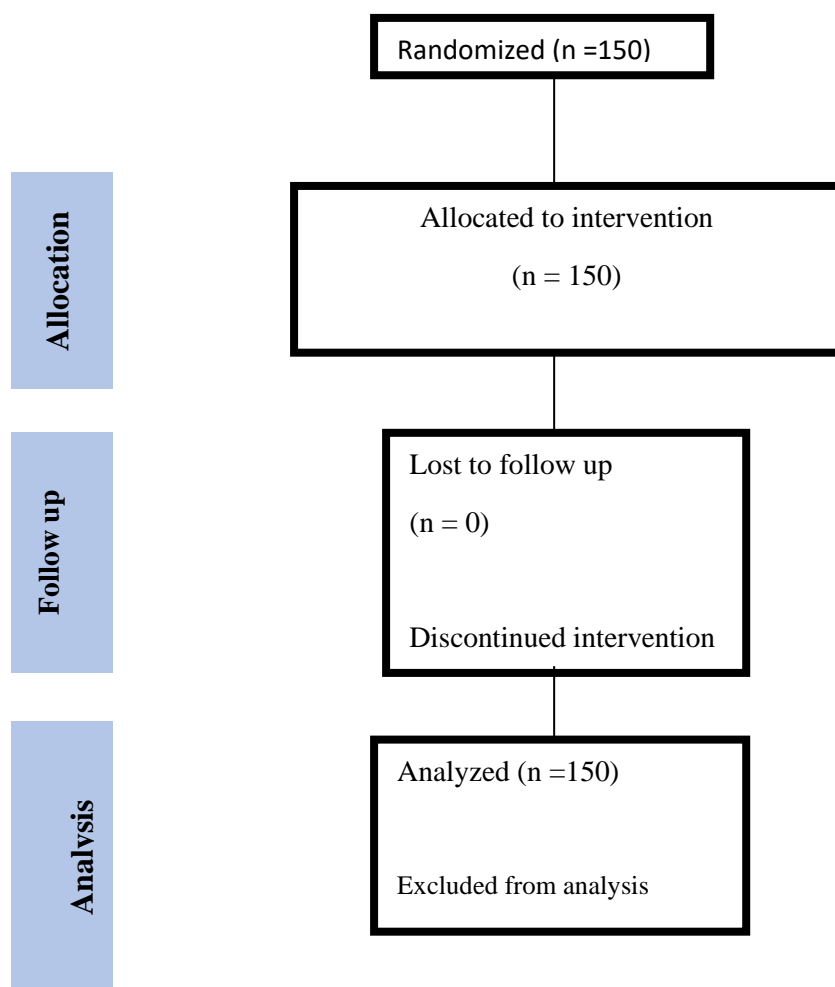 Randomized (n =150)
Allocation
Allocated to intervention
(n = 150)
Follow up
Lost to follow up
(n = 0)
Discontinued intervention
Analysis
Analyzed (n =150)
Excluded from analysis